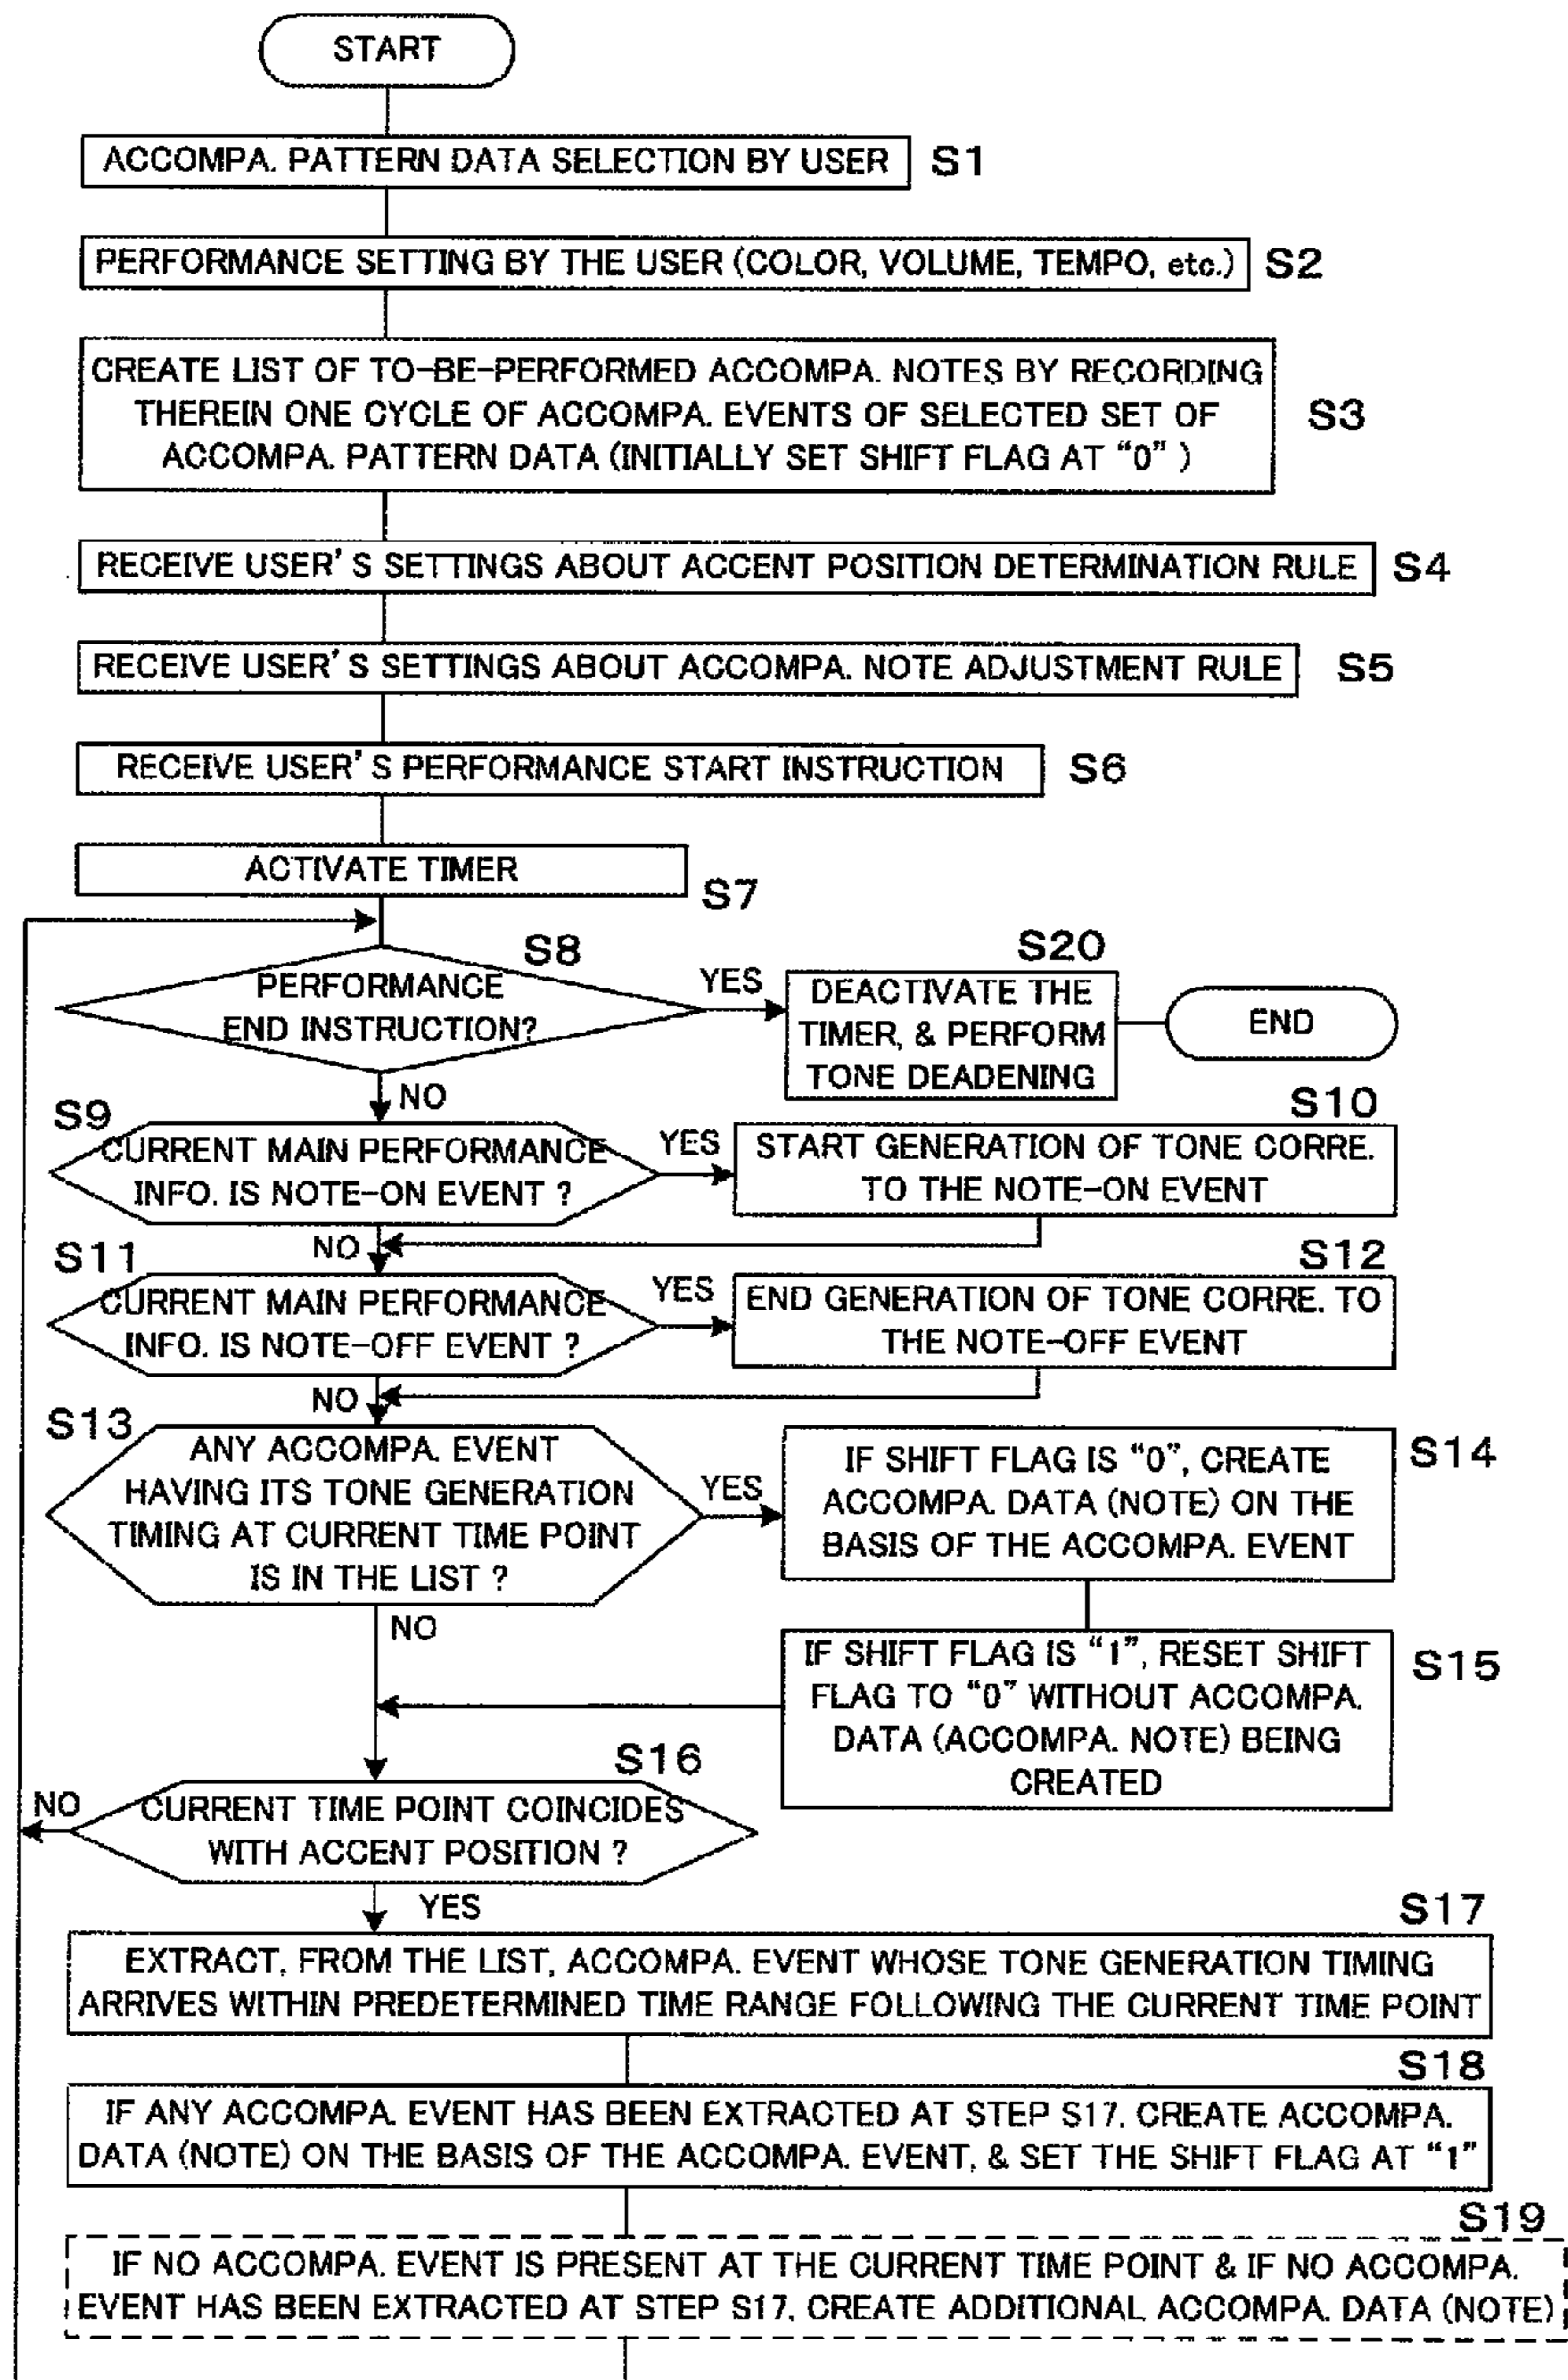 START
ACCOMPA. PATTERN DATA SELECTION BY USER S1
PERFORMANCE SETTING BY THE USER (COLOR, VOLUME, TEMPO, etc.) S2
CREATE LIST OF TO-BE-PERFORMED ACCOMPA. NOTES BY RECORDING
THEREIN ONE CYCLE OF ACCOMPA. EVENTS OF SELECTED SET OF
ACCOMPA. PATTERN DATA (INITIALLY SET SHIFT FLAG AT “0” )
S3
RECEIVE USER’S SETTINGS ABOUT ACCENT POSITION DETERMINATION RULE S4
RECEIVE USER’S SETTINGS ABOUT ACCOMPA. NOTE ADJUSTMENT RULE S5
RECEIVE USER’S PERFORMANCE START INSTRUCTION S6
ACTIVATE TIMER
S7
S8
PERFORMANCE
END INSTRUCTION?
YES
NO
S20
DEACTIVATE THE
TIMER, & PERFORM
TONE DEADENING
END
S9
CURRENT MAIN PERFORMANCE
INFO. IS NOTE-ON EVENT ?
YES
NO
S10
START GENERATION OF TONE CORRE.
TO THE NOTE-ON EVENT
S11
CURRENT MAIN PERFORMANCE
INFO. IS NOTE-OFF EVENT ?
YES
NO
S12
END GENERATION OF TONE CORRE. TO
THE NOTE-OFF EVENT
S13
ANY ACCOMPA. EVENT
HAVING ITS TONE GENERATION
TIMING AT CURRENT TIME POINT
IS IN THE LIST ?
YES
NO
S14
IF SHIFT FLAG IS “0”, CREATE
ACCOMPA. DATA (NOTE) ON THE
BASIS OF THE ACCOMPA. EVENT
IF SHIFT FLAG IS “1”, RESET SHIFT
FLAG TO “0” WITHOUT ACCOMPA.
DATA (ACCOMPA. NOTE) BEING
CREATED
S15
S16
CURRENT TIME POINT COINCIDES
WITH ACCENT POSITION ?
NO
YES
S17
EXTRACT, FROM THE LIST, ACCOMPA. EVENT WHOSE TONE GENERATION TIMING
ARRIVES WITHIN PREDETERMINED TIME RANGE FOLLOWING THE CURRENT TIME POINT
S18
IF ANY ACCOMPA. EVENT HAS BEEN EXTRACTED AT STEP S17, CREATE ACCOMPA.
DATA (NOTE) ON THE BASIS OF THE ACCOMPA. EVENT, & SET THE SHIFT FLAG AT “1”
S19
IF NO ACCOMPA. EVENT IS PRESENT AT THE CURRENT TIME POINT & IF NO ACCOMPA.
EVENT HAS BEEN EXTRACTED AT STEP S17, CREATE ADDITIONAL ACCOMPA. DATA (NOTE)